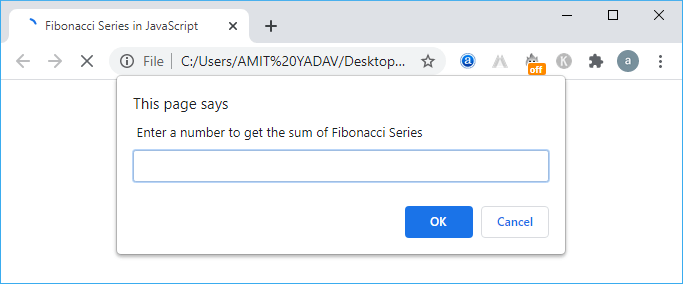 Fibonacci Series in JavaScript
File
C:/Users/AMIT%20YADAV/Desktop...
a
off
K
a
This page says
Enter a number to get the sum of Fibonacci Series
OK
Cancel